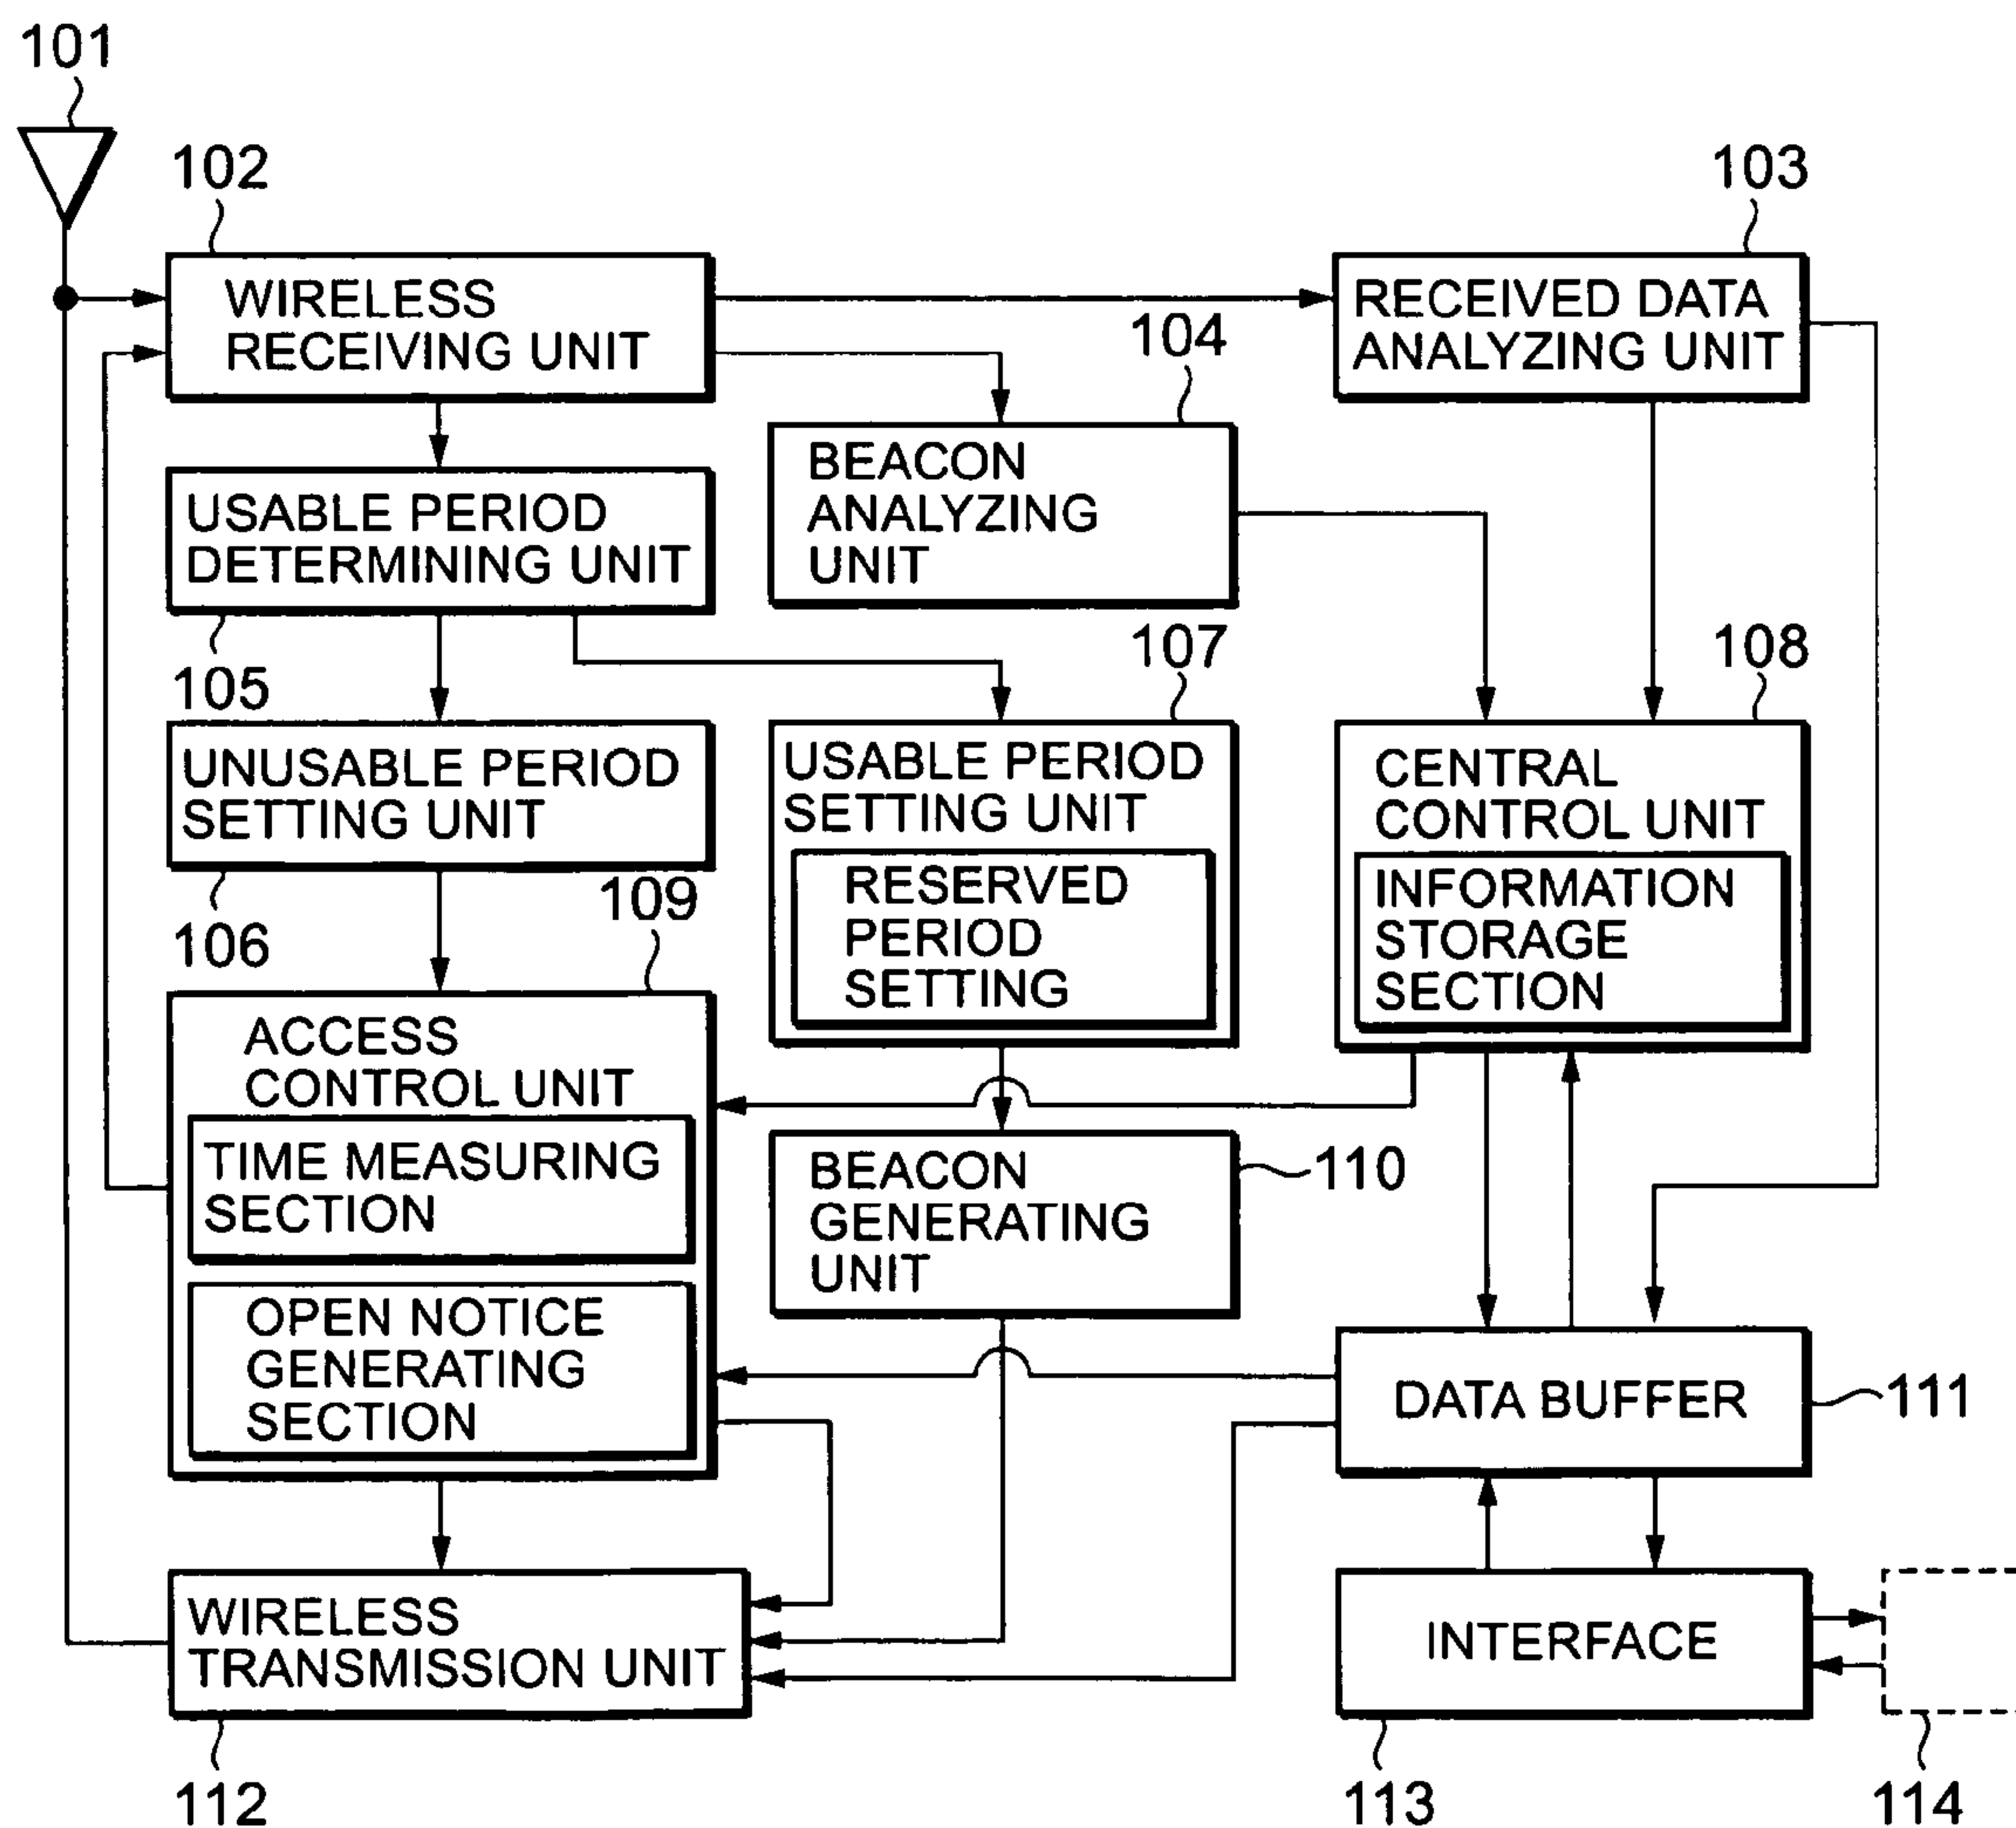 101
102
103
WIRELESS
RECEIVING UNIT
RECEIVED DATA
ANALYZING UNIT
104
BEACON
ANALYZING
UNIT
USABLE PERIOD
DETERMINING UNIT
105
107
108
UNUSABLE PERIOD
SETTING UNIT
106
USABLE PERIOD
SETTING UNIT
RESERVED
PERIOD
SETTING
CENTRAL
CONTROL UNIT
INFORMATION
STORAGE
SECTION
109
ACCESS
CONTROL UNIT
TIME MEASURING
SECTION
OPEN NOTICE
GENERATING
SECTION
BEACON
GENERATING
UNIT
110
DATA BUFFER
111
WIRELESS
TRANSMISSION UNIT
INTERFACE
112
113
114